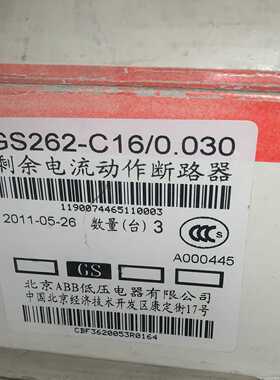 GS262-C16/0.030
剩余电流动作断路器
1190074465110003
2011-05-26 数量(台) 3
CCC
A000445
GS
北京ABB低压电器有限公司
中国北京经济技术开发区康定街17号
CBF3620053R0164